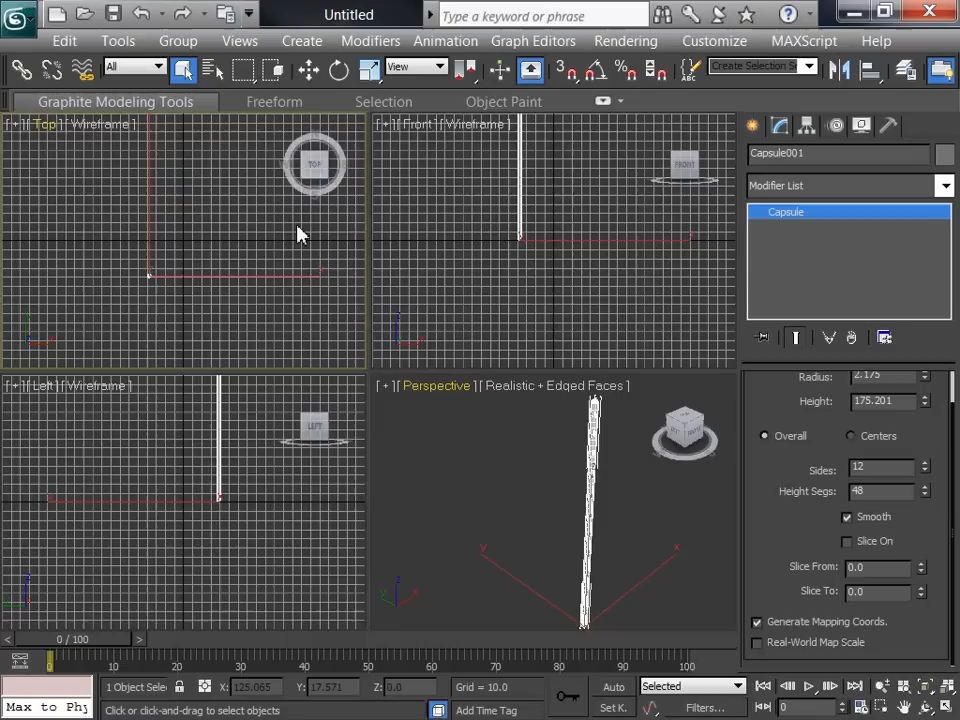 Untitled
Type a keyword or phrase
Edit Tools Group Views Create Modifiers Animation Graph Editors Rendering Customize MAXScript Help
All
View
Create Selection Se
Graphite Modeling Tools Freeform Selection Object Paint
[+][Top][Wireframe]
[+][Front][Wireframe]
TOP
FRONT
Capsule001
Modifier List
Capsule
[+][Left][Wireframe]
[+][Perspective][Realistic + Edged Faces]
LEFT
Radius: 2.175
Height: 175.201
Overall Centers
Sides: 12
Height Segs: 48
Smooth
Slice On
Slice From: 0.0
Slice To: 0.0
Generate Mapping Coords.
Real-World Map Scale
y
x
z
0 / 100
0 10 20 30 40 50 60 70 80 90 100
1 Object Sele
X: 125.065
Y: 17.571
Z: 0.0
Grid = 10.0
Auto
Selected
Max to Phy
Click or click-and-drag to select objects
Add Time Tag
Set K.
Filters...
0